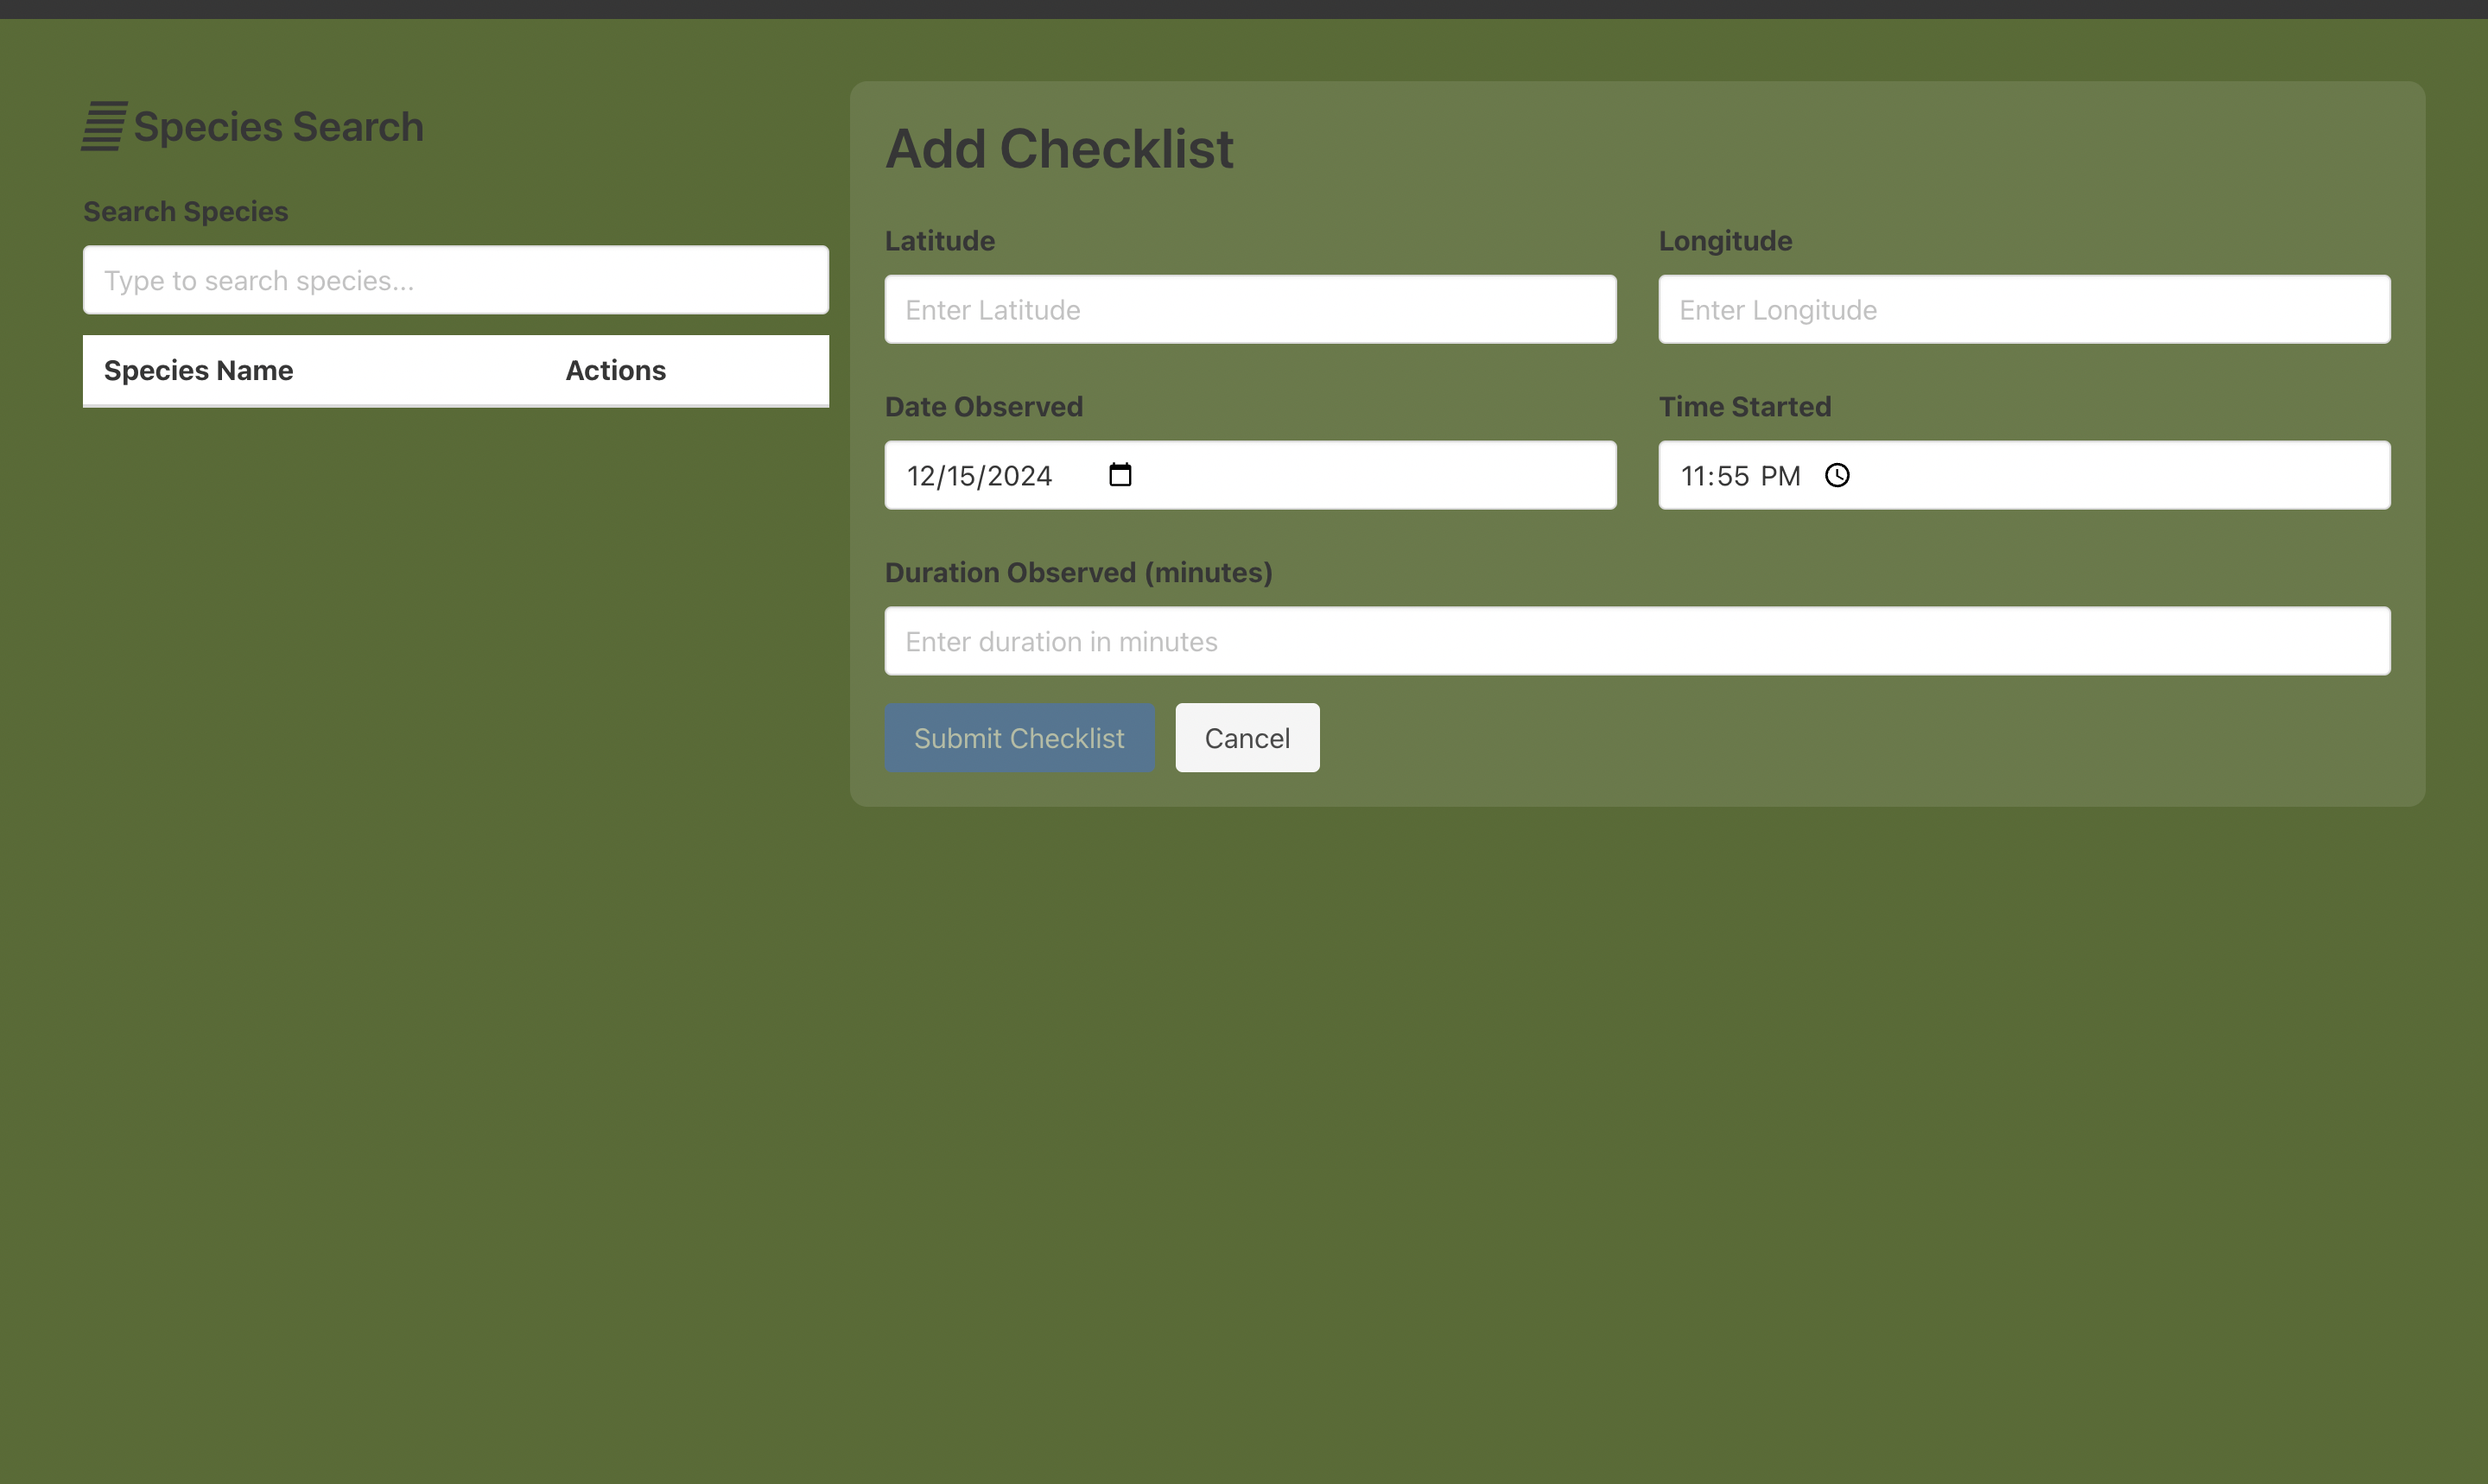 Species Search
Search Species
Type to search species...
Species Name Actions
Add Checklist
Latitude Longitude
Enter Latitude Enter Longitude
Date Observed Time Started
12/15/2024 11:55 PM
Duration Observed (minutes)
Enter duration in minutes
Submit Checklist Cancel